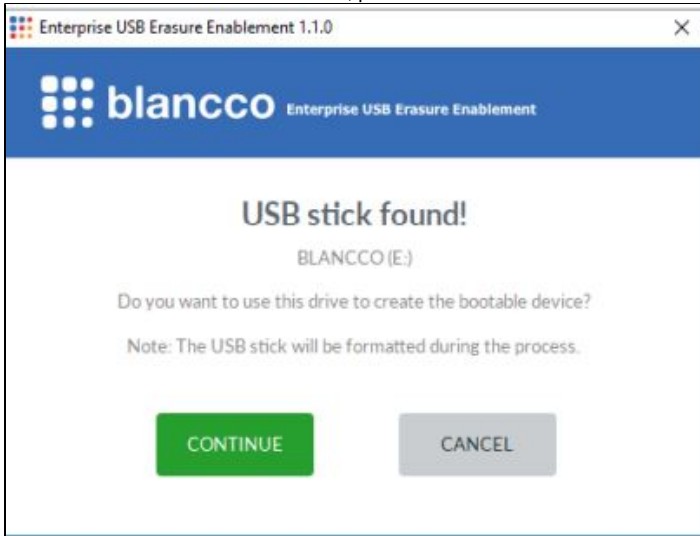 Enterprise USB Erasure Enablement 1.1.0
blancco Enterprise USB Erasure Enablement
USB stick found!
BLANCCO (E:)
Do you want to use this drive to create the bootable device?
Note: The USB stick will be formatted during the process.
CONTINUE CANCEL